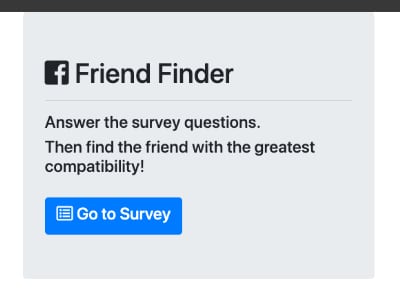 Friend Finder
Answer the survey questions.
Then find the friend with the greatest
compatibility!
Go to Survey